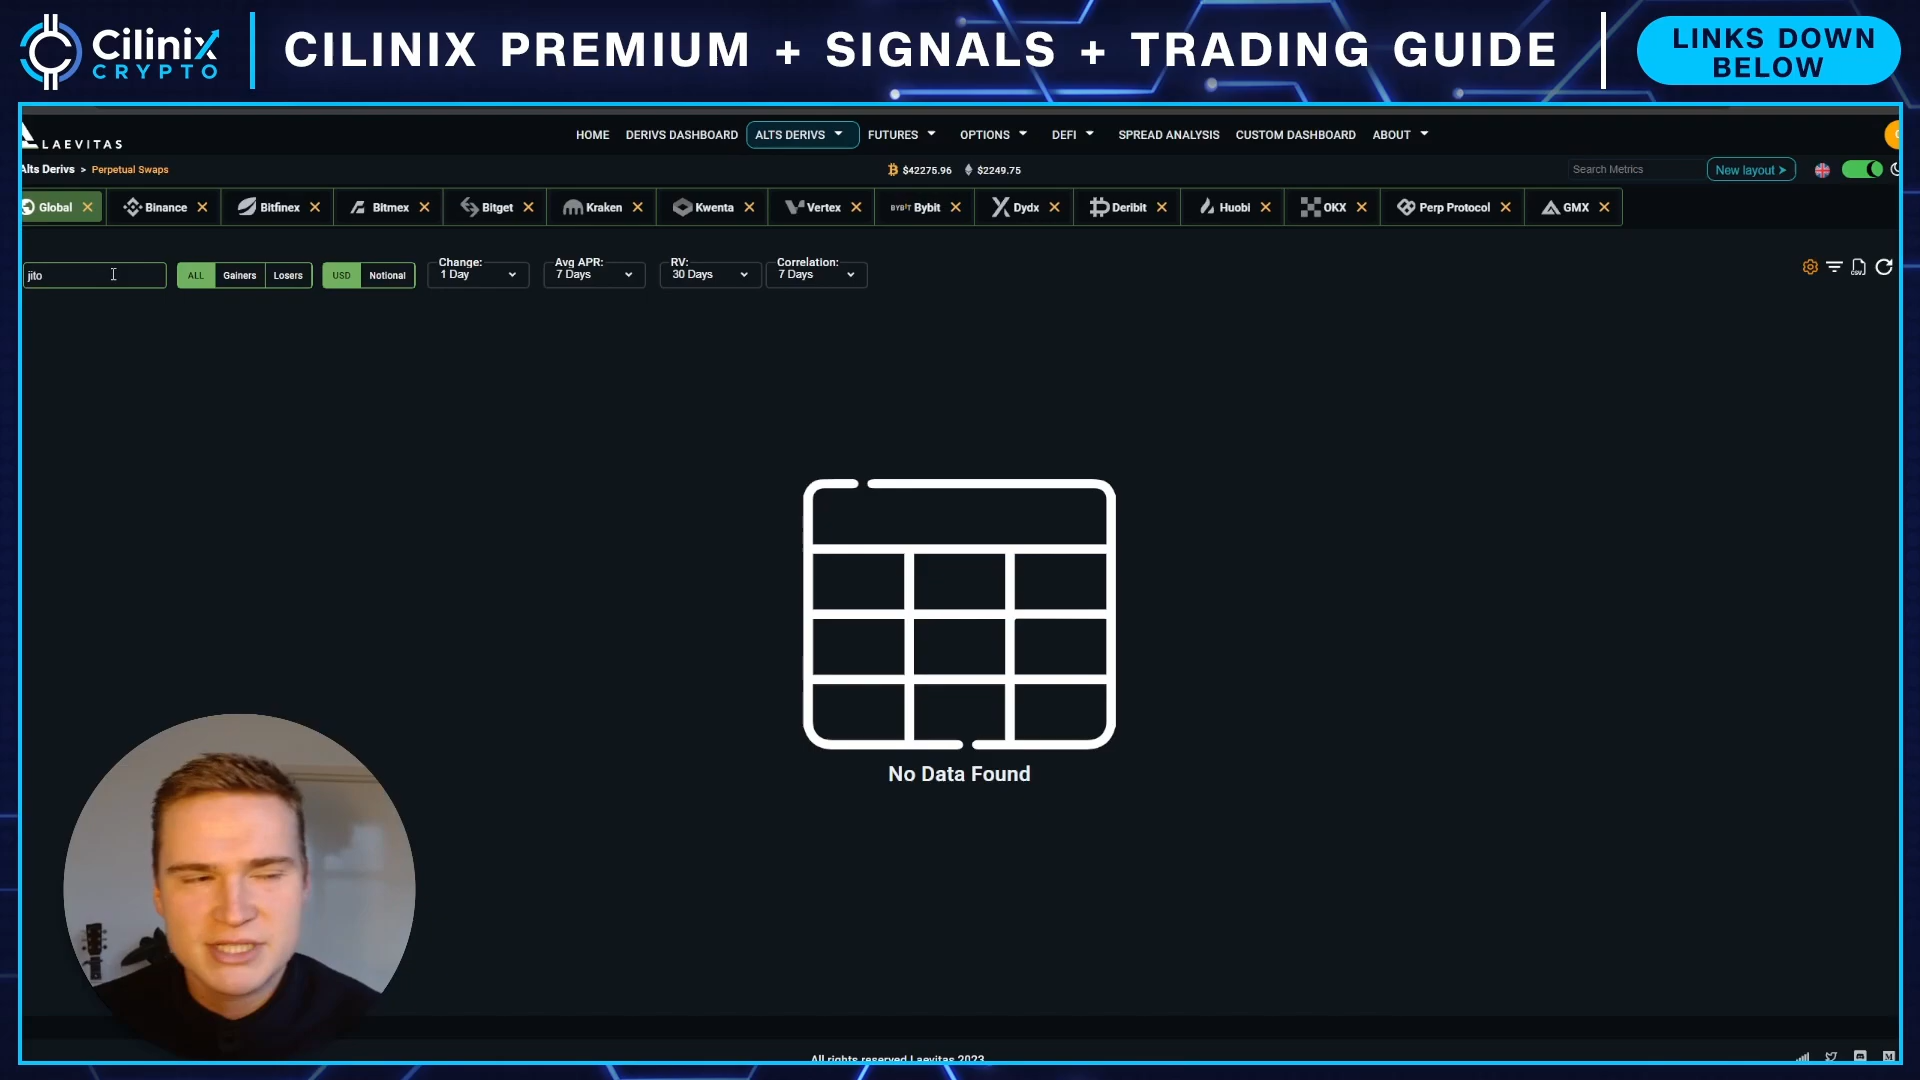 Cilinix
CRYPTO
CILINIX PREMIUM + SIGNALS + TRADING GUIDE
LINKS DOWN
BELOW
LAEVITAS
HOME DERIVS DASHBOARD ALTS DERIVS FUTURES OPTIONS DEFI SPREAD ANALYSIS CUSTOM DASHBOARD ABOUT
Alts Derivs > Perpetual Swaps
$42275.96 $2249.75
Search Metrics
New layout
Global Binance Bitfinex Bitmex Bitget Kraken Kwenta Vertex BYBIT Bybit Dydx Deribit Huobi OKX Perp Protocol GMX
jito
ALL Gainers Losers
USD Notional
Change:
1 Day
Avg APR:
7 Days
RV:
30 Days
Correlation:
7 Days
CSV
No Data Found
All rights reserved Laevitas 2023